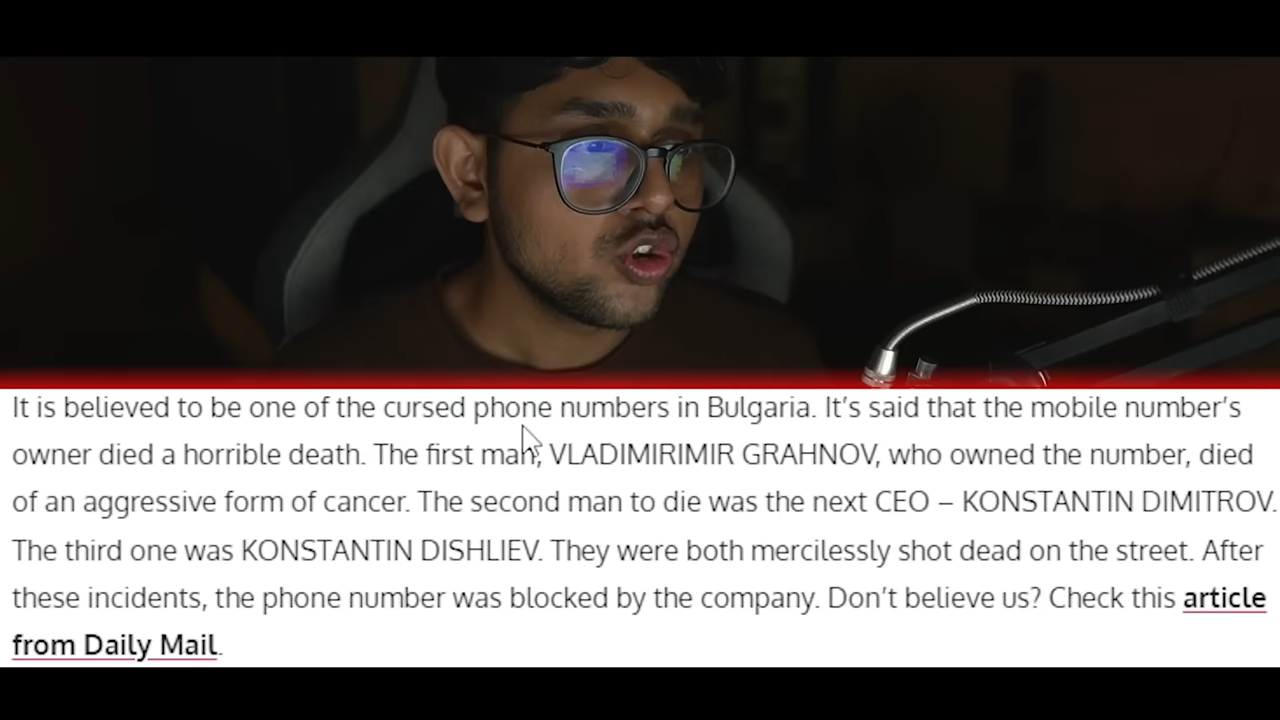 It is believed to be one of the cursed phone numbers in Bulgaria. It’s said that the mobile number’s
owner died a horrible death. The first man, VLADIMIRIMIR GRAHNOV, who owned the number, died
of an aggressive form of cancer. The second man to die was the next CEO – KONSTANTIN DIMITROV.
The third one was KONSTANTIN DISHLIEV. They were both mercilessly shot dead on the street. After
these incidents, the phone number was blocked by the company. Don’t believe us? Check this article
from Daily Mail.